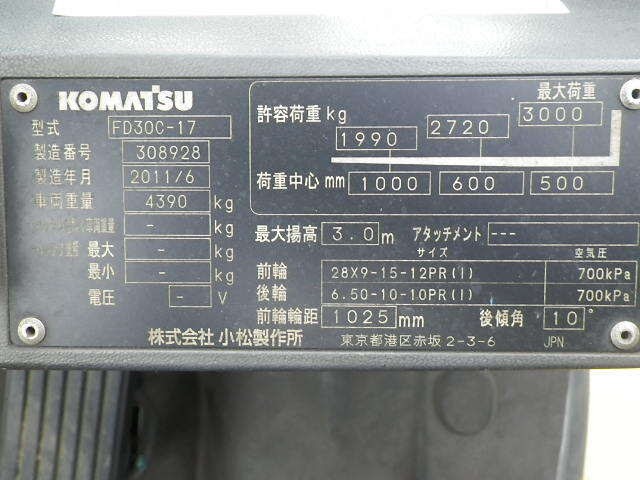 KOMATSU
型式 FD30C-17
製造番号 308928
製造年月 2011/6
車両重量 4390 kg
- kg
最大 - kg
最小 - kg
電圧 - V
最大荷重
許容荷重 kg 1990 2720 3000
荷重中心 mm 1000 600 500
最大揚高 3.0 m アタッチメント ---
サイズ 空気圧
前輪 28X9-15-12PR(I) 700kPa
後輪 6.50-10-10PR(I) 700kPa
前輪輪距 1025 mm 後傾角 10°
株式会社 小松製作所 東京都港区赤坂 2-3-6 JPN